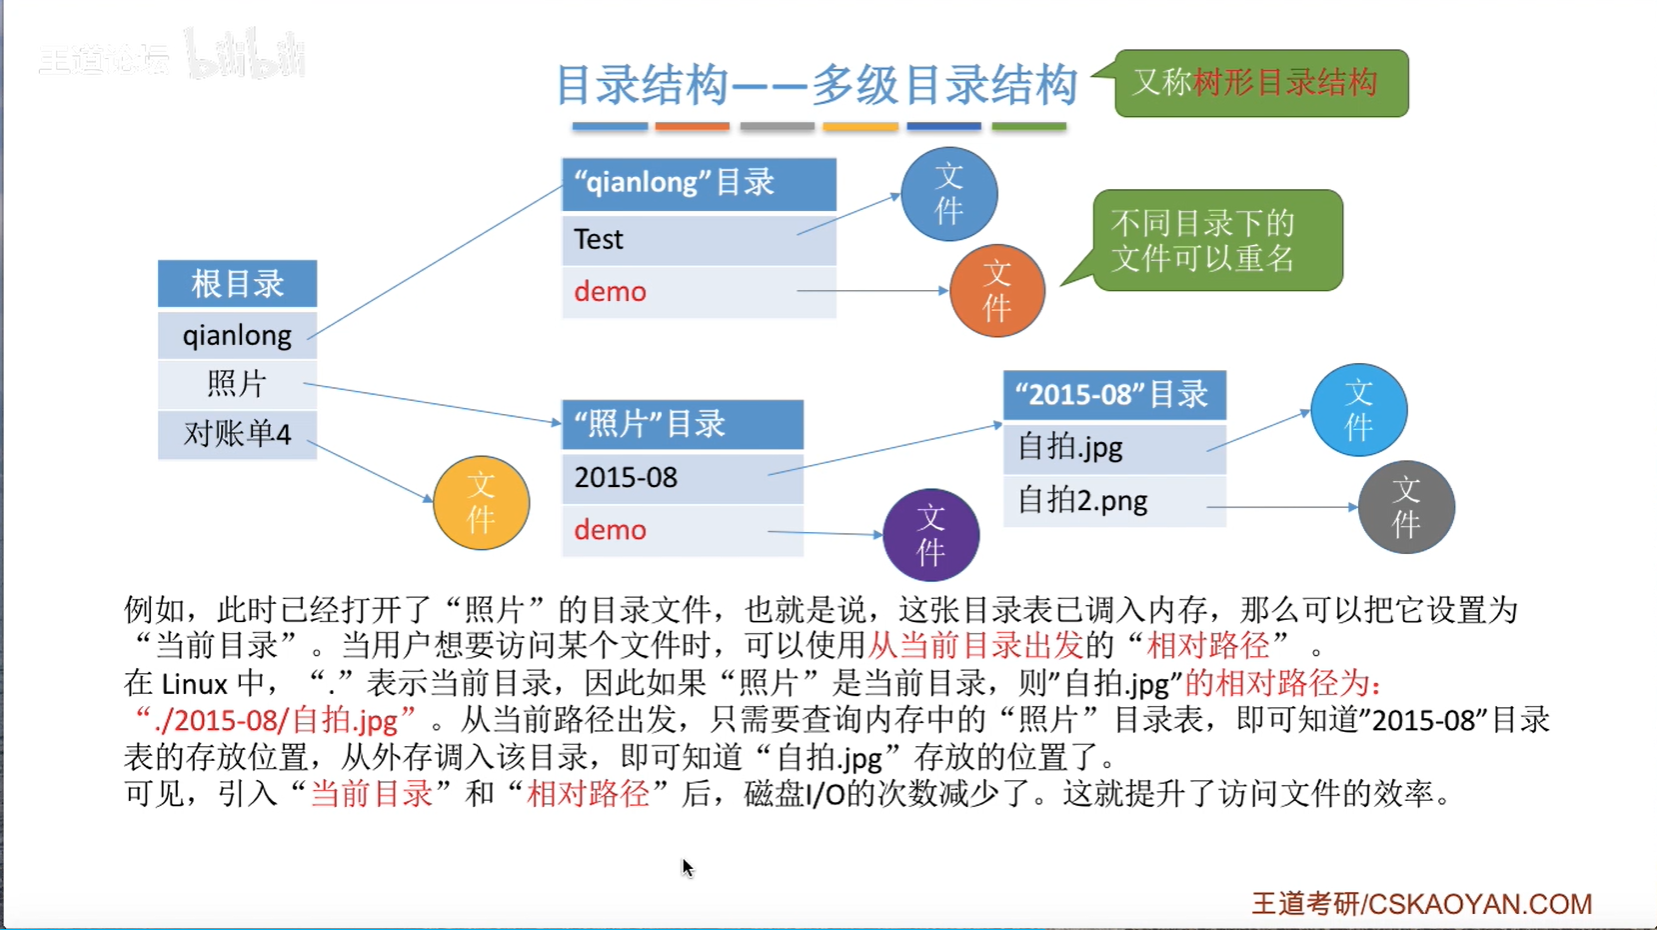 王道论坛 bilibili
目录结构——多级目录结构
又称树形目录结构
“qianlong”目录
Test
demo
文
件
文
件
不同目录下的
文件可以重名
根目录
qianlong
照片
对账单4
文
件
“照片”目录
2015-08
demo
文
件
“2015-08”目录
自拍.jpg
自拍2.png
文
件
文
件
例如，此时已经打开了“照片”的目录文件，也就是说，这张目录表已调入内存，那么可以把它设置为
“当前目录”。当用户想要访问某个文件时，可以使用从当前目录出发的“相对路径” 。
在 Linux 中，“.”表示当前目录，因此如果“照片”是当前目录，则”自拍.jpg”的相对路径为：
“./2015-08/自拍.jpg”。从当前路径出发，只需要查询内存中的“照片”目录表，即可知道”2015-08”目录
表的存放位置，从外存调入该目录，即可知道“自拍.jpg”存放的位置了。
可见，引入“当前目录”和“相对路径”后，磁盘I/O的次数减少了。这就提升了访问文件的效率。
王道考研/CSKAOYAN.COM